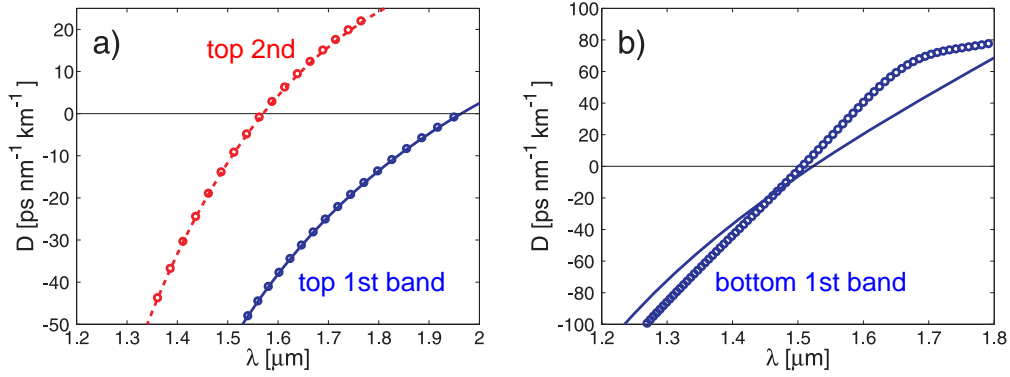 a)
top 2nd
top 1st band
D [ps nm⁻¹ km⁻¹]
20
10
0
-10
-20
-30
-40
-50
1.2 1.3 1.4 1.5 1.6 1.7 1.8 1.9 2
λ [μm]
b)
bottom 1st band
D [ps nm⁻¹ km⁻¹]
100
80
60
40
20
0
-20
-40
-60
-80
-100
1.2 1.3 1.4 1.5 1.6 1.7 1.8
λ [μm]